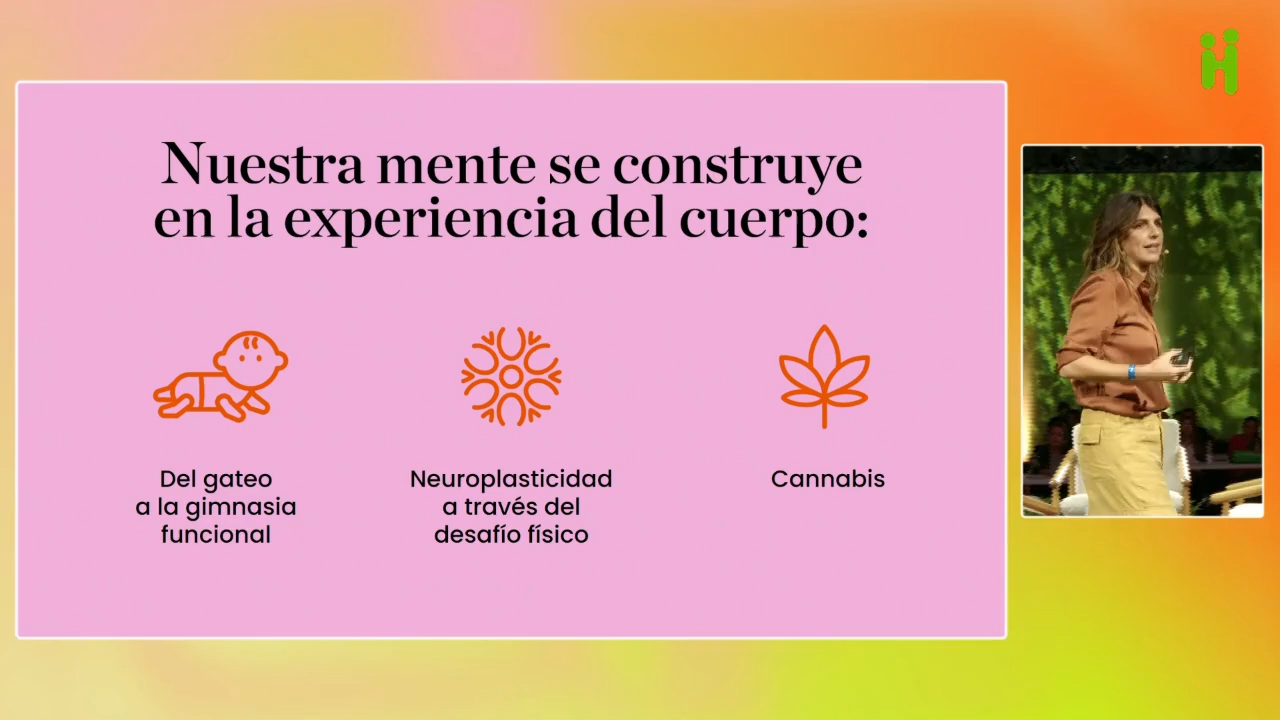 Nuestra mente se construye
en la experiencia del cuerpo:
Del gateo
a la gimnasia
funcional
Neuroplasticidad
a través del
desafío físico
Cannabis